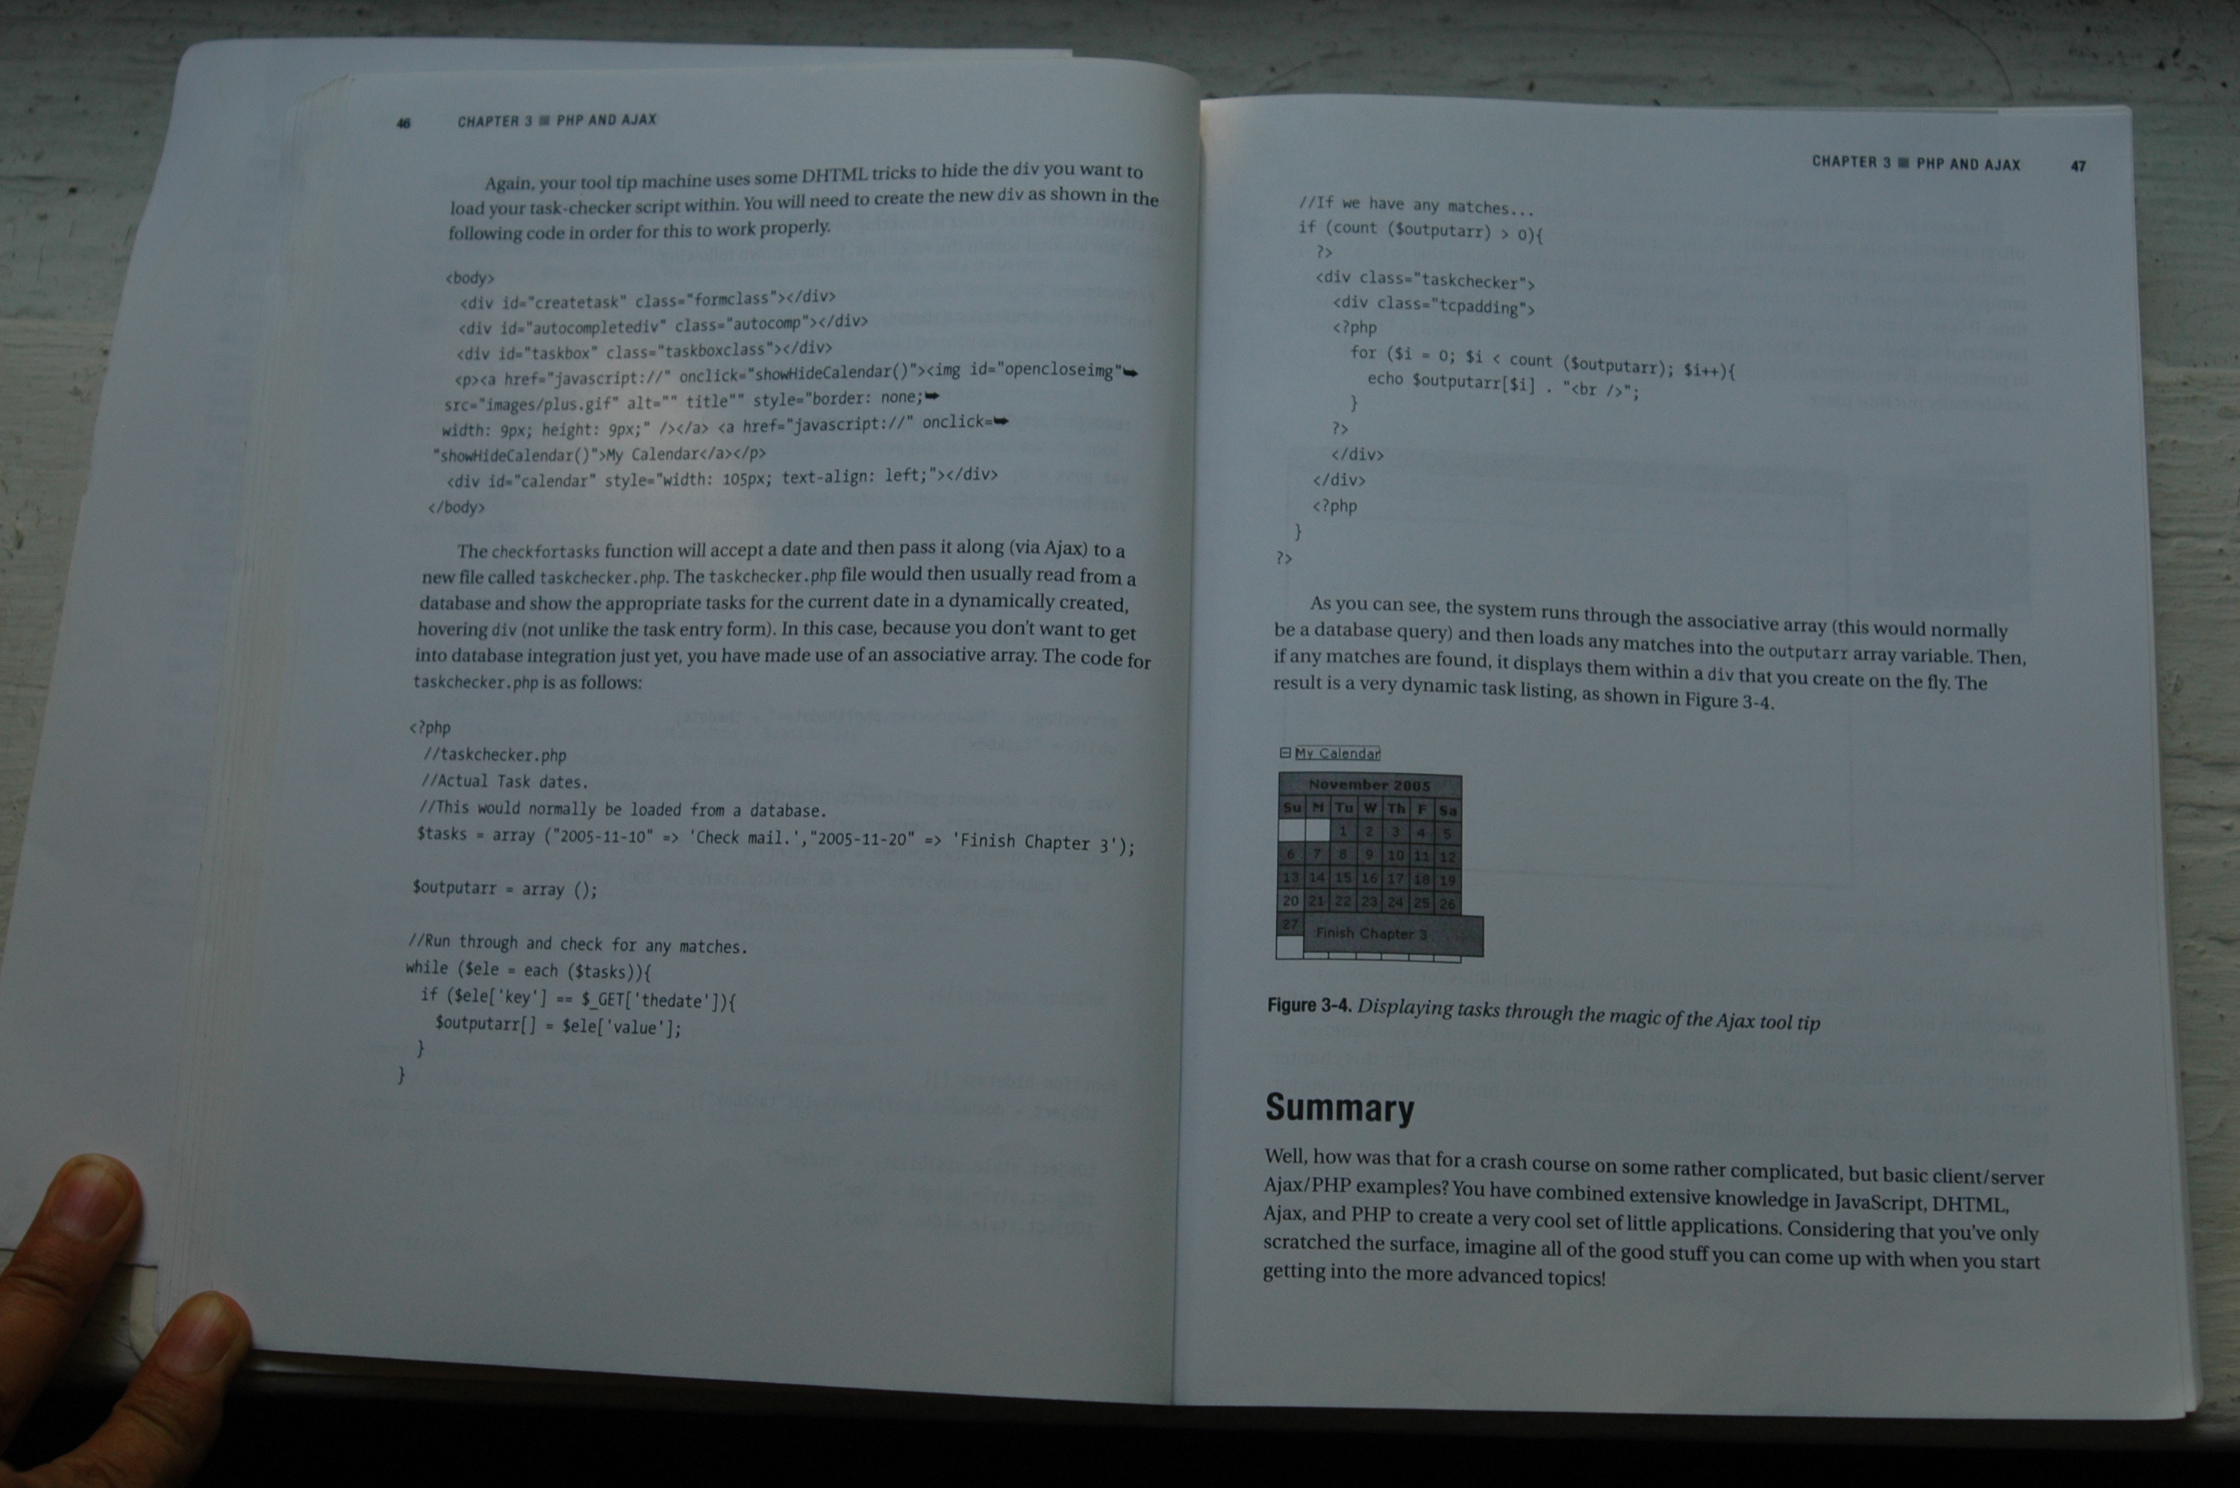 46 CHAPTER 3 ■ PHP AND AJAX
Again, your tool tip machine uses some DHTML tricks to hide the div you want to
load your task-checker script within. You will need to create the new div as shown in the
following code in order for this to work properly.
<body>
<div id="createtask" class="formclass"></div>
<div id="autocompletediv" class="autocomp"></div>
<div id="taskbox" class="taskboxclass"></div>
<p><a href="javascript://" onclick="showHideCalendar()"><img id="opencloseimg"➥
src="images/plus.gif" alt="" title"" style="border: none;➥
width: 9px; height: 9px;" /></a> <a href="javascript://" onclick=➥
"showHideCalendar()">My Calendar</a></p>
<div id="calendar" style="width: 105px; text-align: left;"></div>
</body>
The checkfortasks function will accept a date and then pass it along (via Ajax) to a
new file called taskchecker.php. The taskchecker.php file would then usually read from a
database and show the appropriate tasks for the current date in a dynamically created,
hovering div (not unlike the task entry form). In this case, because you don't want to get
into database integration just yet, you have made use of an associative array. The code for
taskchecker.php is as follows:
<?php
//taskchecker.php
//Actual Task dates.
//This would normally be loaded from a database.
$tasks = array ("2005-11-10" => 'Check mail.',"2005-11-20" => 'Finish Chapter 3');
$outputarr = array ();
//Run through and check for any matches.
while ($ele = each ($tasks)){
if ($ele['key'] == $_GET['thedate']){
$outputarr[] = $ele['value'];
}
}
CHAPTER 3 ■ PHP AND AJAX 47
//If we have any matches...
if (count ($outputarr) > 0){
?>
<div class="taskchecker">
<div class="tcpadding">
<?php
for ($i = 0; $i < count ($outputarr); $i++){
echo $outputarr[$i] . "<br />";
}
?>
</div>
</div>
<?php
}
?>
As you can see, the system runs through the associative array (this would normally
be a database query) and then loads any matches into the outputarr array variable. Then,
if any matches are found, it displays them within a div that you create on the fly. The
result is a very dynamic task listing, as shown in Figure 3-4.
My Calendar
November 2005
Su M Tu W Th F Sa
1 2 3 4 5
6 7 8 9 10 11 12
13 14 15 16 17 18 19
20 21 22 23 24 25 26
27
Finish Chapter 3
Figure 3-4. Displaying tasks through the magic of the Ajax tool tip
Summary
Well, how was that for a crash course on some rather complicated, but basic client/server
Ajax/PHP examples? You have combined extensive knowledge in JavaScript, DHTML,
Ajax, and PHP to create a very cool set of little applications. Considering that you've only
scratched the surface, imagine all of the good stuff you can come up with when you start
getting into the more advanced topics!